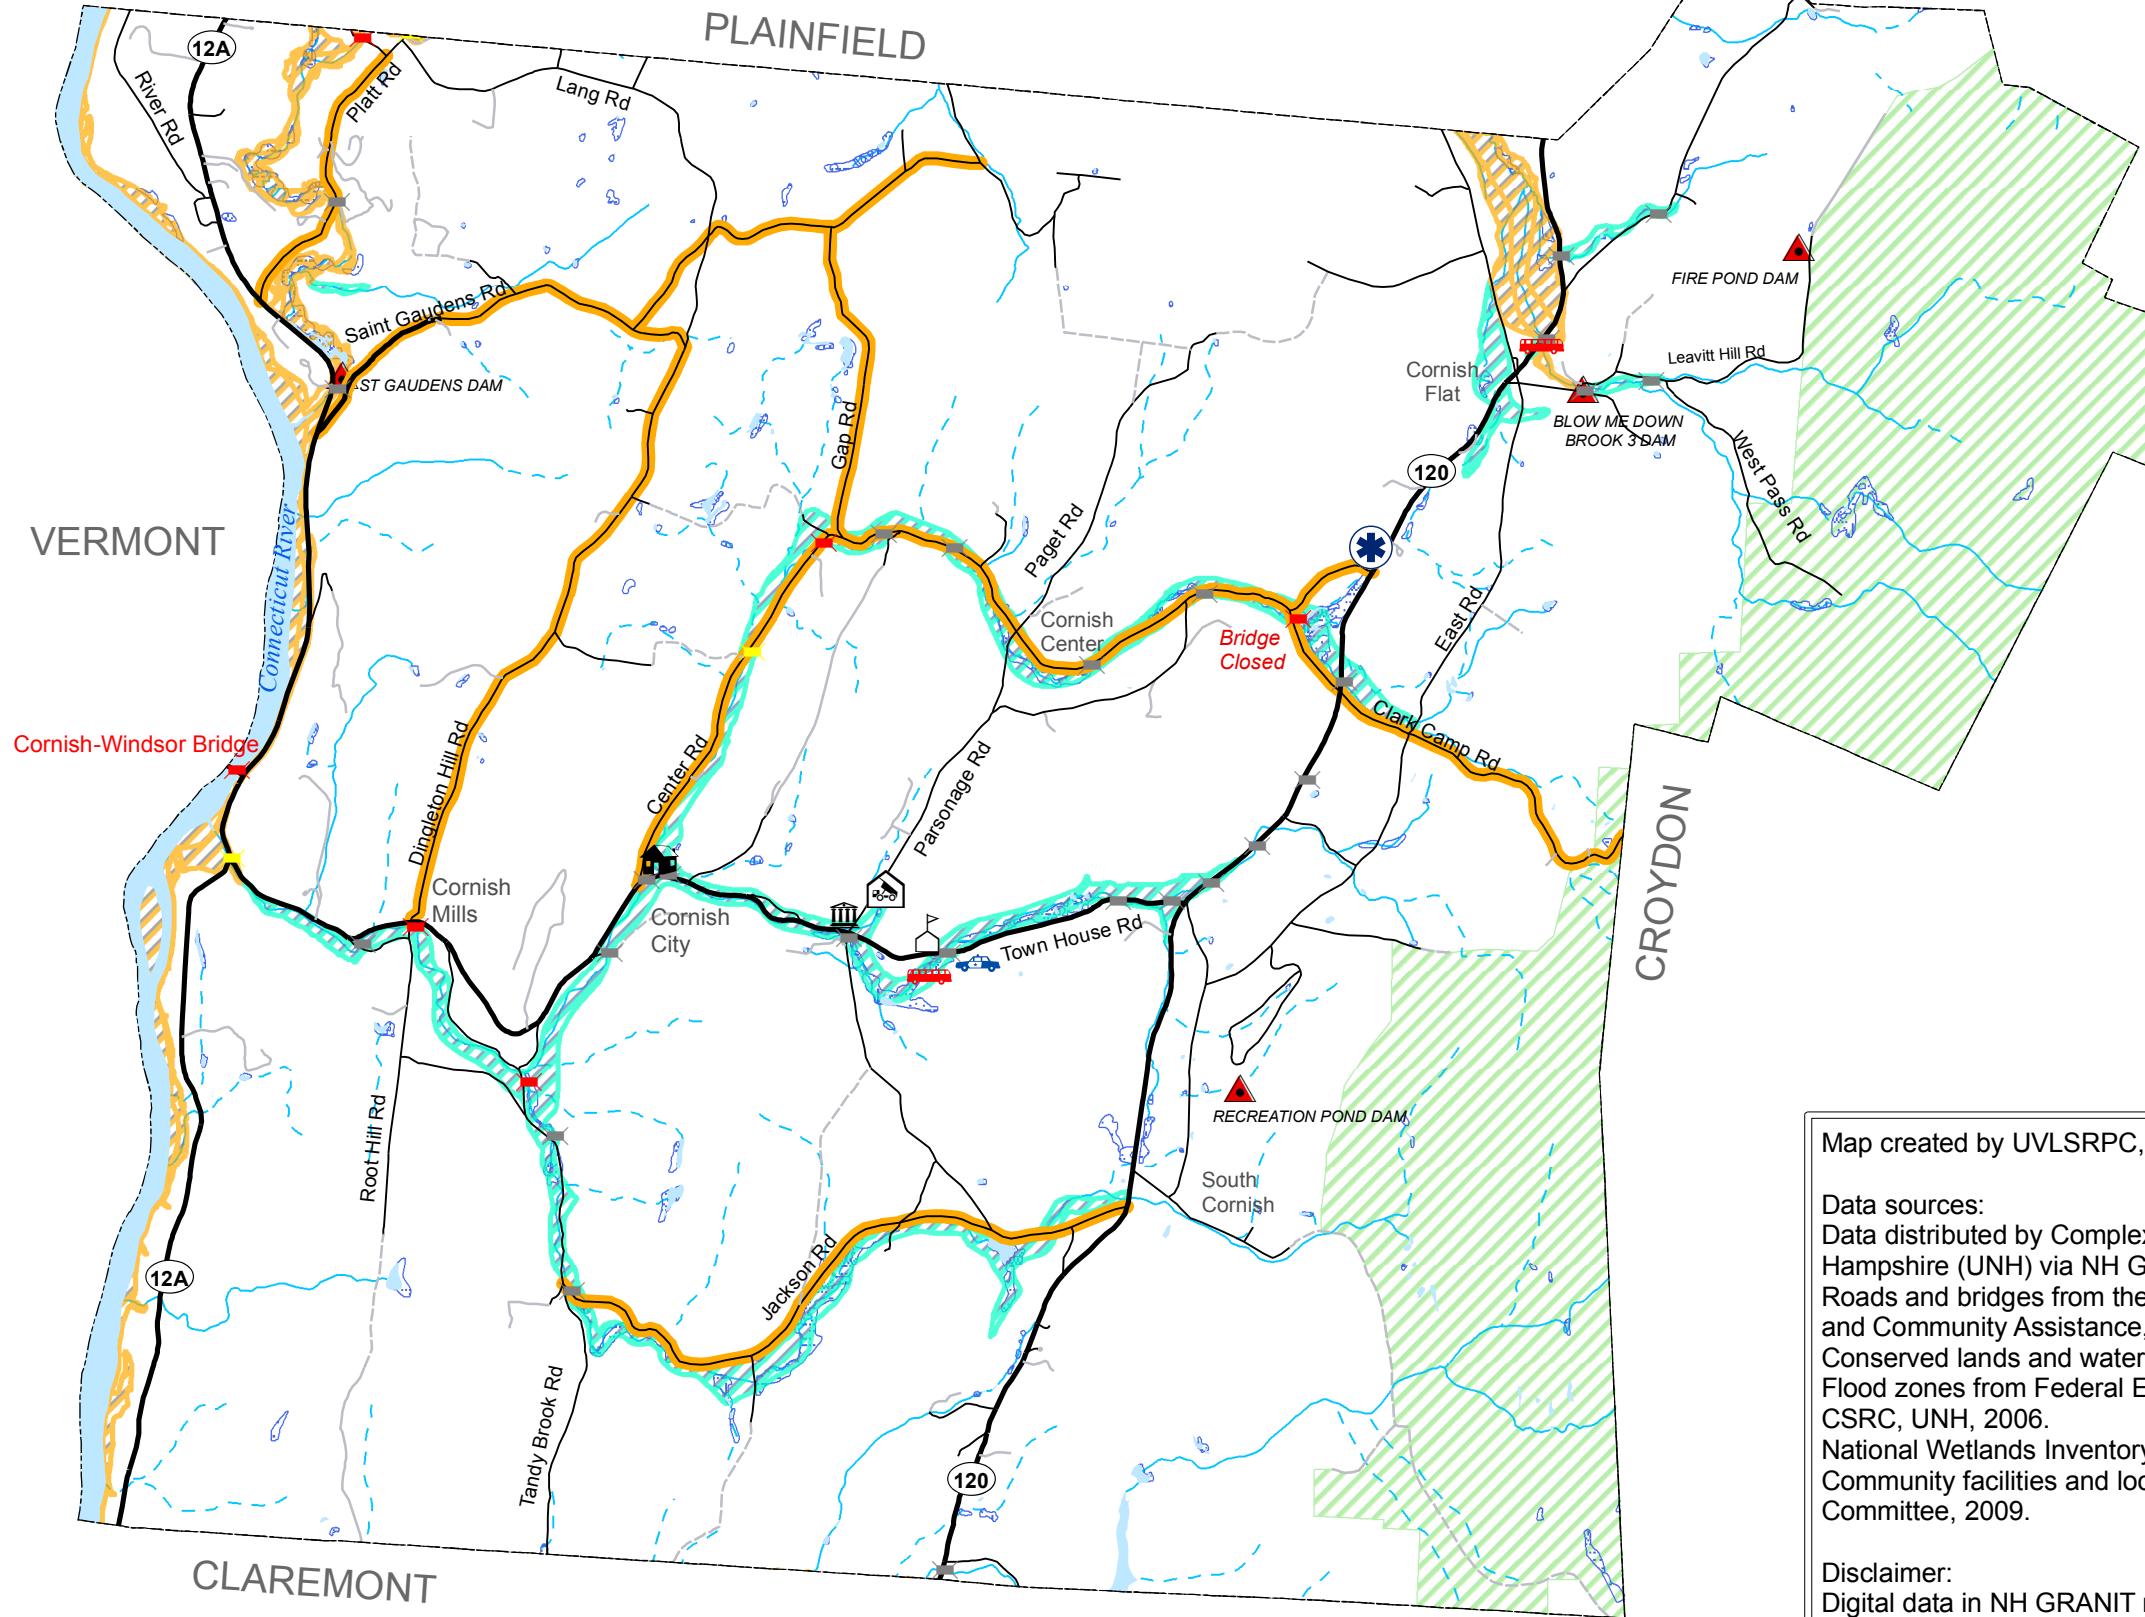 PLAINFIELD
12A
River Rd
Platt Rd
Lang Rd
FIRE POND DAM
Saint Gaudens Rd
Leavitt Hill Rd
Cornish
Flat
ST GAUDENS DAM
BLOW ME DOWN
BROOK 3 DAM
Gap Rd
120
West Pass Rd
VERMONT
Connecticut River
Paget Rd
Cornish
Center
Bridge
Closed
East Rd
Clark Camp Rd
Cornish-Windsor Bridge
Dingleton Hill Rd
Center Rd
Parsonage Rd
CROYDON
Cornish
Mills
Cornish
City
Town House Rd
Root Hill Rd
RECREATION POND DAM
South
Cornish
Jackson Rd
12A
Tandy Brook Rd
120
CLAREMONT
Map created by UVLSRPC,
Data sources:
Data distributed by Complex
Hampshire (UNH) via NH G
Roads and bridges from the
and Community Assistance,
Conserved lands and water
Flood zones from Federal E
CSRC, UNH, 2006.
National Wetlands Inventory
Community facilities and loc
Committee, 2009.
Disclaimer:
Digital data in NH GRANIT